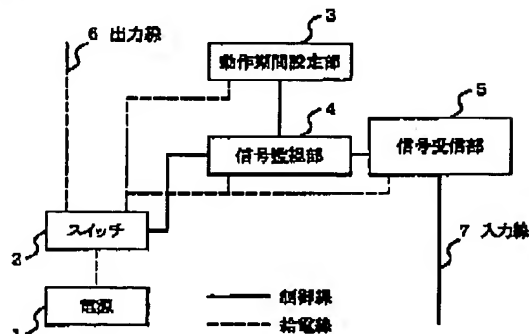 6 出力線
3
動作期間設定部
4
5
信号監視部
信号受信部
スイッチ
2
7 入力線
電源
1
制御線
給電線